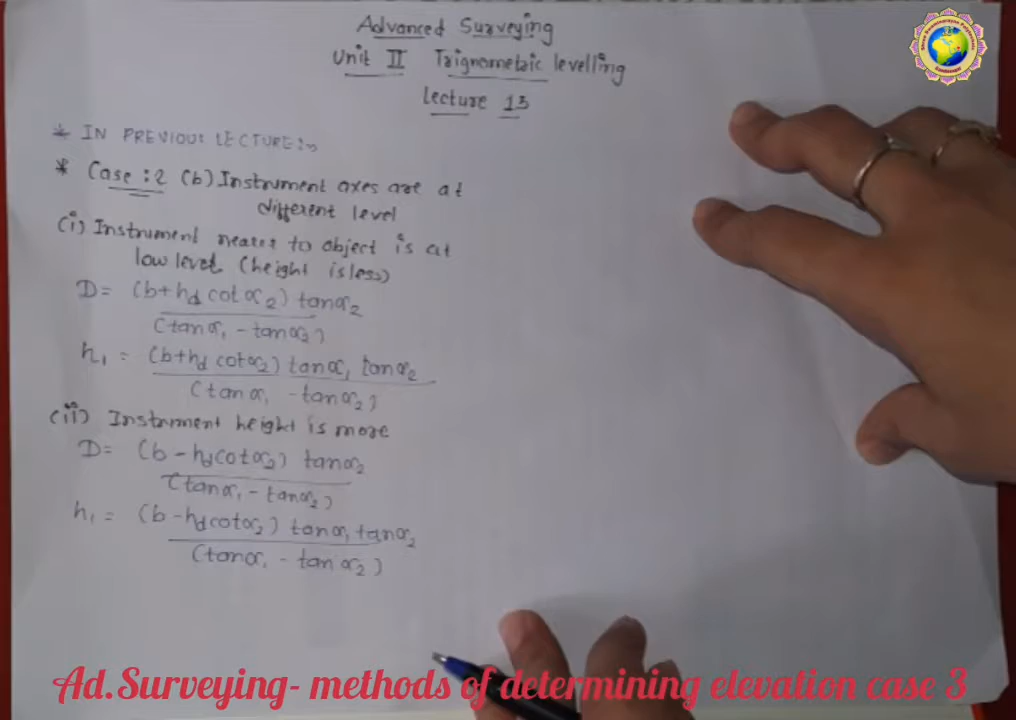 Advanced Surveying
Unit II Trignometric levelling
Lecture 13
* IN PREVIOUS LECTURE:~
* Case : 2 (b) Instrument axes are at
different level
(i) Instrument nearer to object is at
low level. (height is less)
D = (b + hd cot α2) tan α2
(tan α1 - tan α2)
h1 = (b + hd cot α2) tan α1 tan α2
(tan α1 - tan α2)
(ii) Instrument height is more
D = (b - hd cot α2) tan α2
(tan α1 - tan α2)
h1 = (b - hd cot α2) tan α1 tan α2
(tan α1 - tan α2)
Ad.Surveying- methods of determining elevation case 3